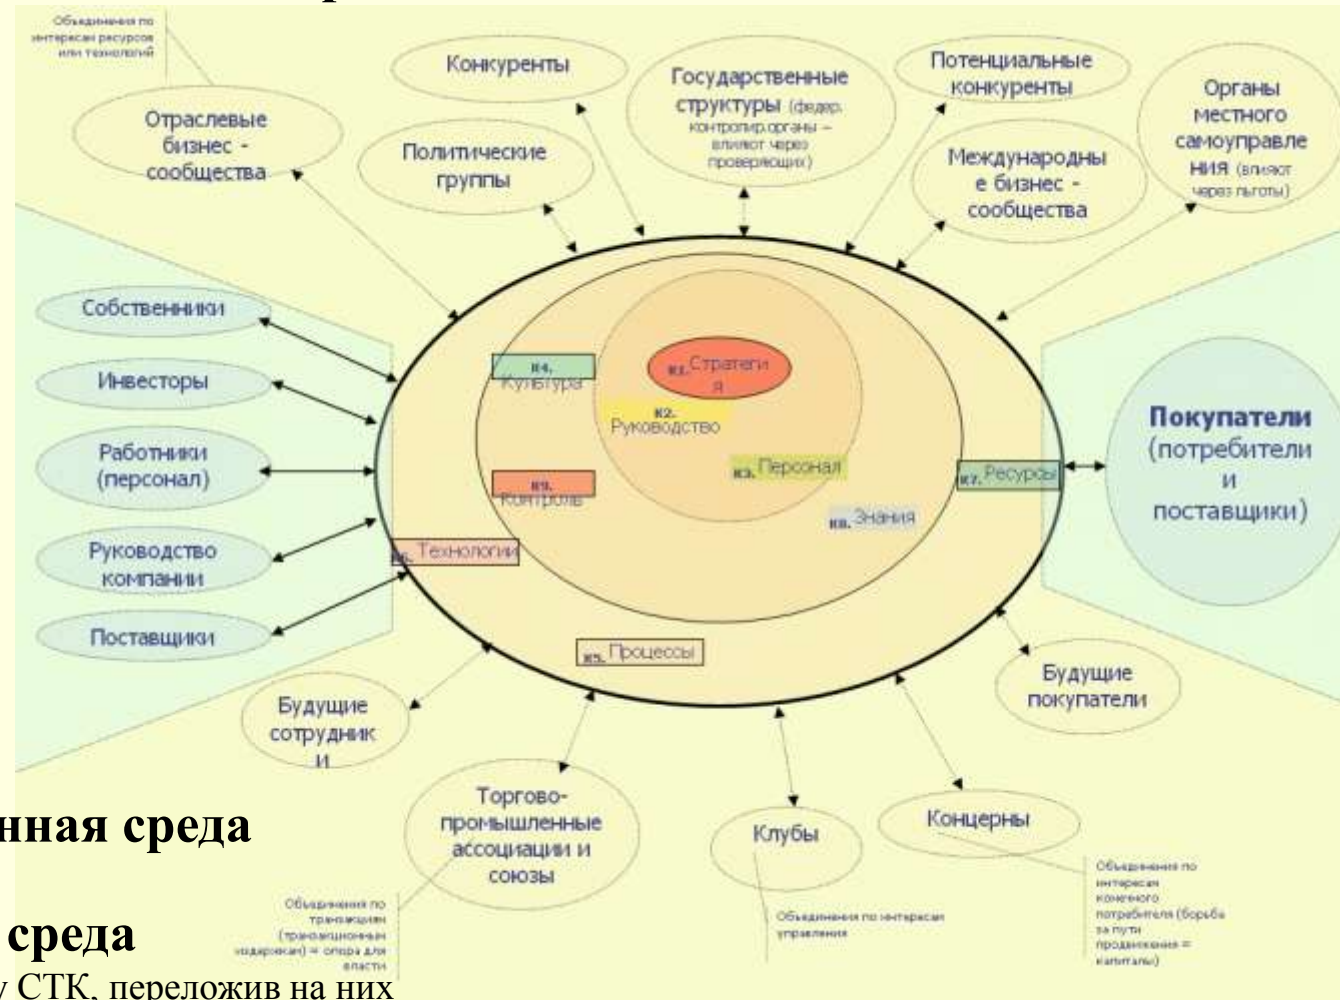 Объединения по
интересам ресурсов
или технологий
Отраслевые
бизнес -
сообщества
Конкуренты
Политические
группы
Государственные
структуры (федер.
контролир.органы –
влияют через
проверяющих)
Потенциальные
конкуренты
Международны
е бизнес -
сообщества
Органы
местного
самоуправле
ния (влияют
через льготы)
Собственники
Инвесторы
Работники
(персонал)
Руководство
компании
Поставщики
К1. Стратеги
я
К4.
Культура
К2.
Руководство
К3. Персонал
К9.
Контроль
К7. Ресурсы
К8. Знания
К6. Технологии
К5. Процессы
Покупатели
(потребители
и
поставщики)
Будущие
сотрудник
и
Будущие
покупатели
Торгово-
промышленные
ассоциации и
союзы
Клубы
Концерны
нная среда
Объединения по
транзакциям
(транзакционным
издержкам) = опора для
власти
Объединения по интересам
управления
Объединения по
интересам
конечного
потребителя (борьба
за пути
продвижения =
капиталы)
среда
у СТК, переложив на них